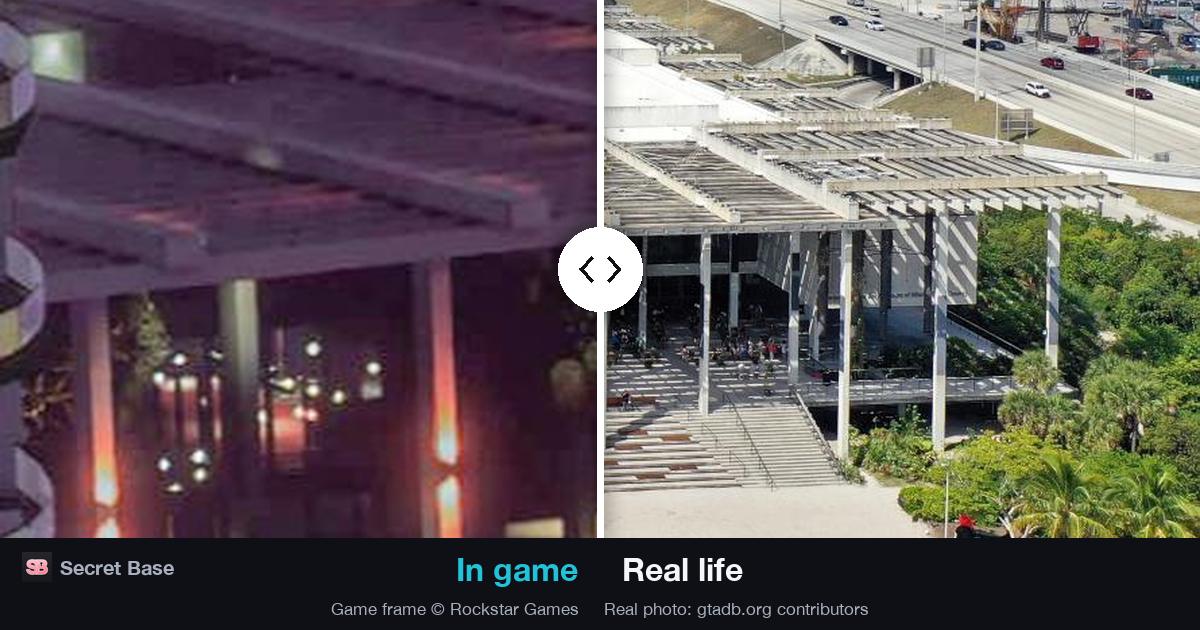 SB Secret Base
In game
Real life
Game frame © Rockstar Games
Real photo: gtadb.org contributors